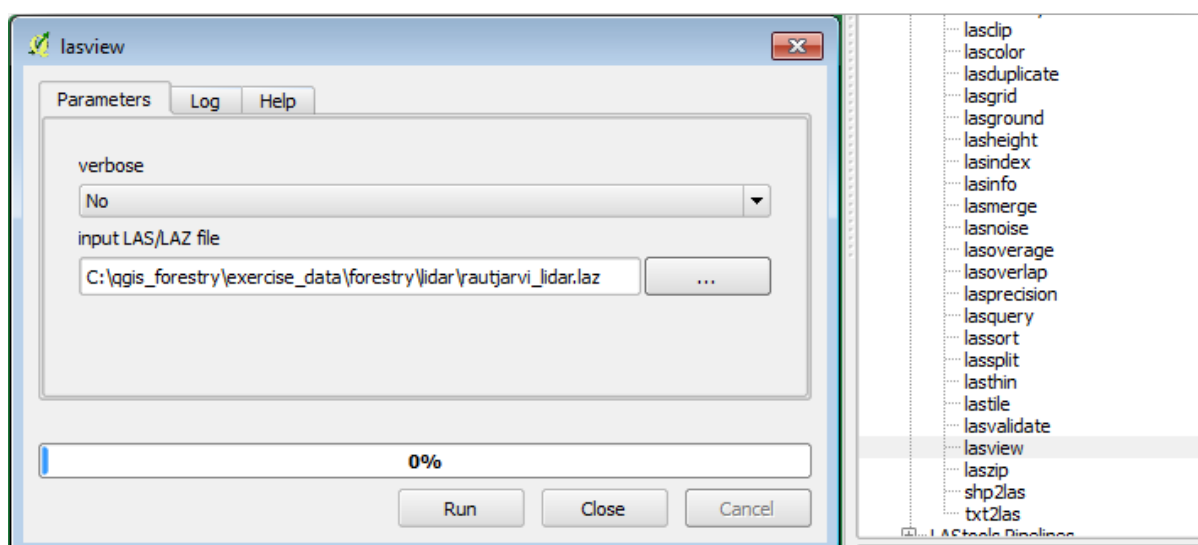 lasview
Parameters
Log
Help
verbose
No
input LAS/LAZ file
C:\qgis_forestry\exercise_data\forestry\lidar\rautjarvi_lidar.laz
...
0%
Run
Close
Cancel
lasclip
lascolor
lasduplicate
lasgrid
lasground
lasheight
lasindex
lasinfo
lasmerge
lasnoise
lasoverage
lasoverlap
lasprecision
lasquery
lassort
lassplit
lasthin
lastile
lasvalidate
lasview
laszip
shp2las
txt2las
LAStools Pipelines